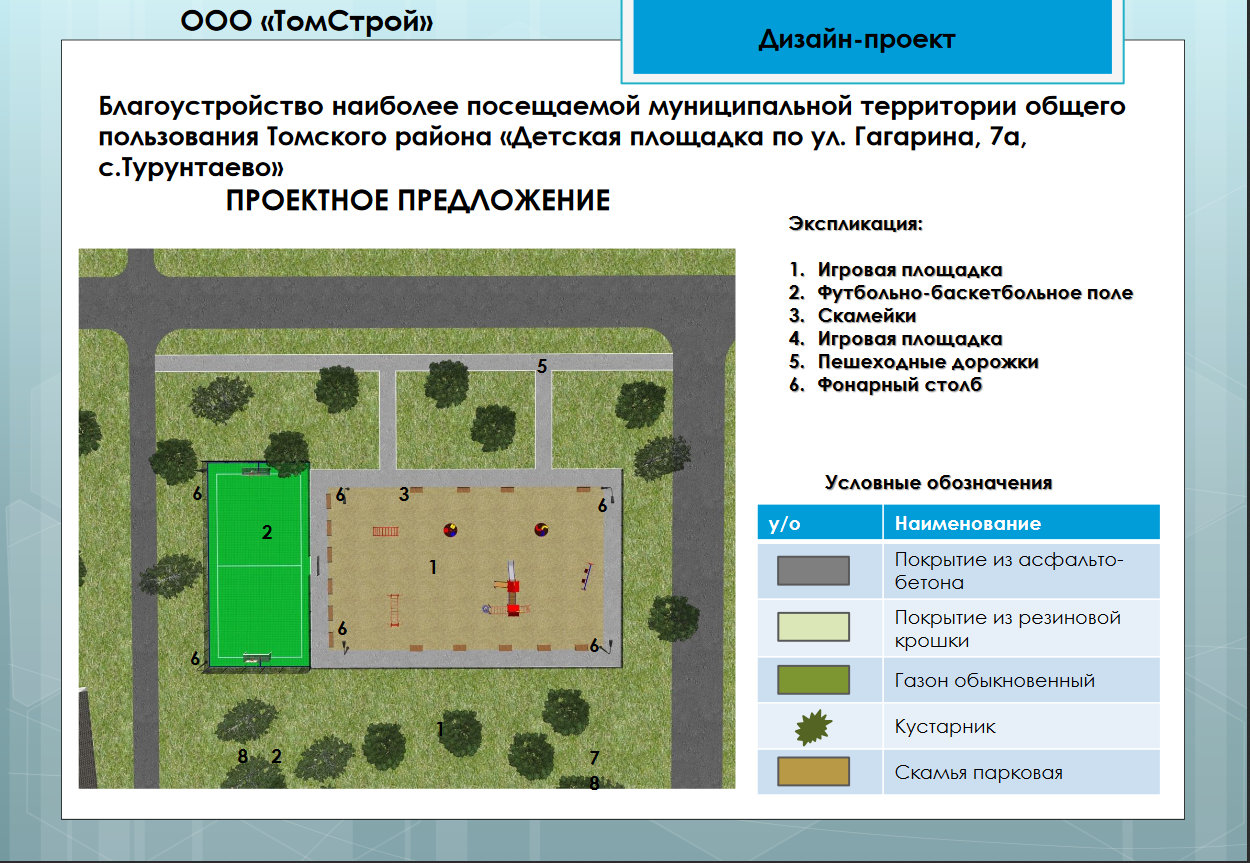 ООО «ТомСтрой»
Дизайн-проект
Благоустройство наиболее посещаемой муниципальной территории общего
пользования Томского района «Детская площадка по ул. Гагарина, 7а,
с.Турунтаево»
ПРОЕКТНОЕ ПРЕДЛОЖЕНИЕ
Экспликация:
1. Игровая площадка
2. Футбольно-баскетбольное поле
3. Скамейки
4. Игровая площадка
5. Пешеходные дорожки
6. Фонарный столб
5
6
6
3
6
2
1
6
6
6
1
8
2
7
8
Условные обозначения
у/о Наименование
Покрытие из асфальто-
бетона
Покрытие из резиновой
крошки
Газон обыкновенный
Кустарник
Скамья парковая